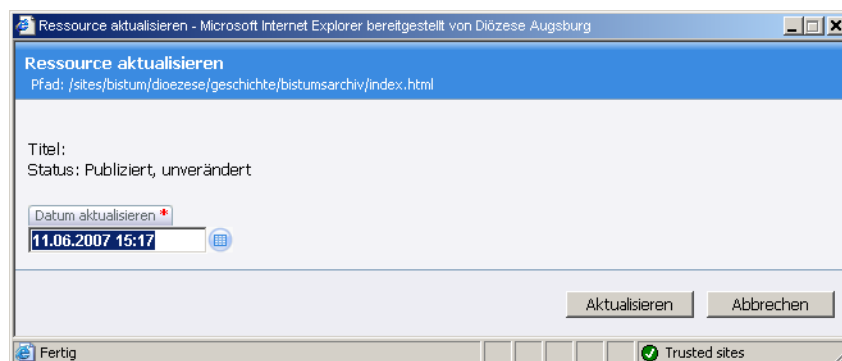 Ressource aktualisieren - Microsoft Internet Explorer bereitgestellt von Diözese Augsburg
Ressource aktualisieren
Pfad: /sites/bistum/dioezese/geschichte/bistumsarchiv/index.html
Titel:
Status: Publiziert, unverändert
Datum aktualisieren *
11.06.2007 15:17
Aktualisieren Abbrechen
Fertig Trusted sites